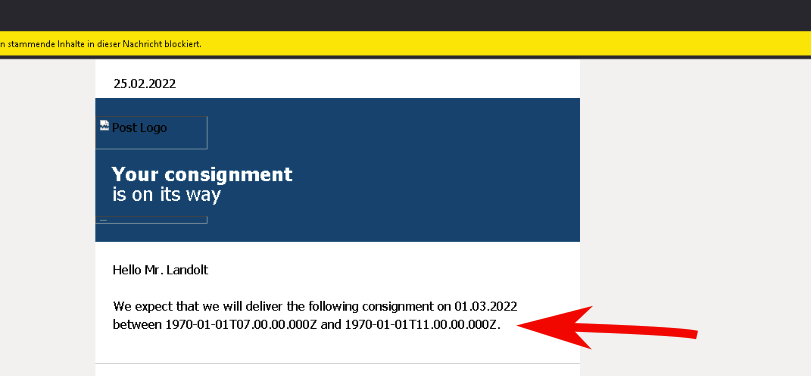 n stammende Inhalte in dieser Nachricht blockiert.
25.02.2022
Post Logo
Your consignment
is on its way
Hello Mr. Landolt
We expect that we will deliver the following consignment on 01.03.2022
between 1970-01-01T07.00.00.000Z and 1970-01-01T11.00.00.000Z.